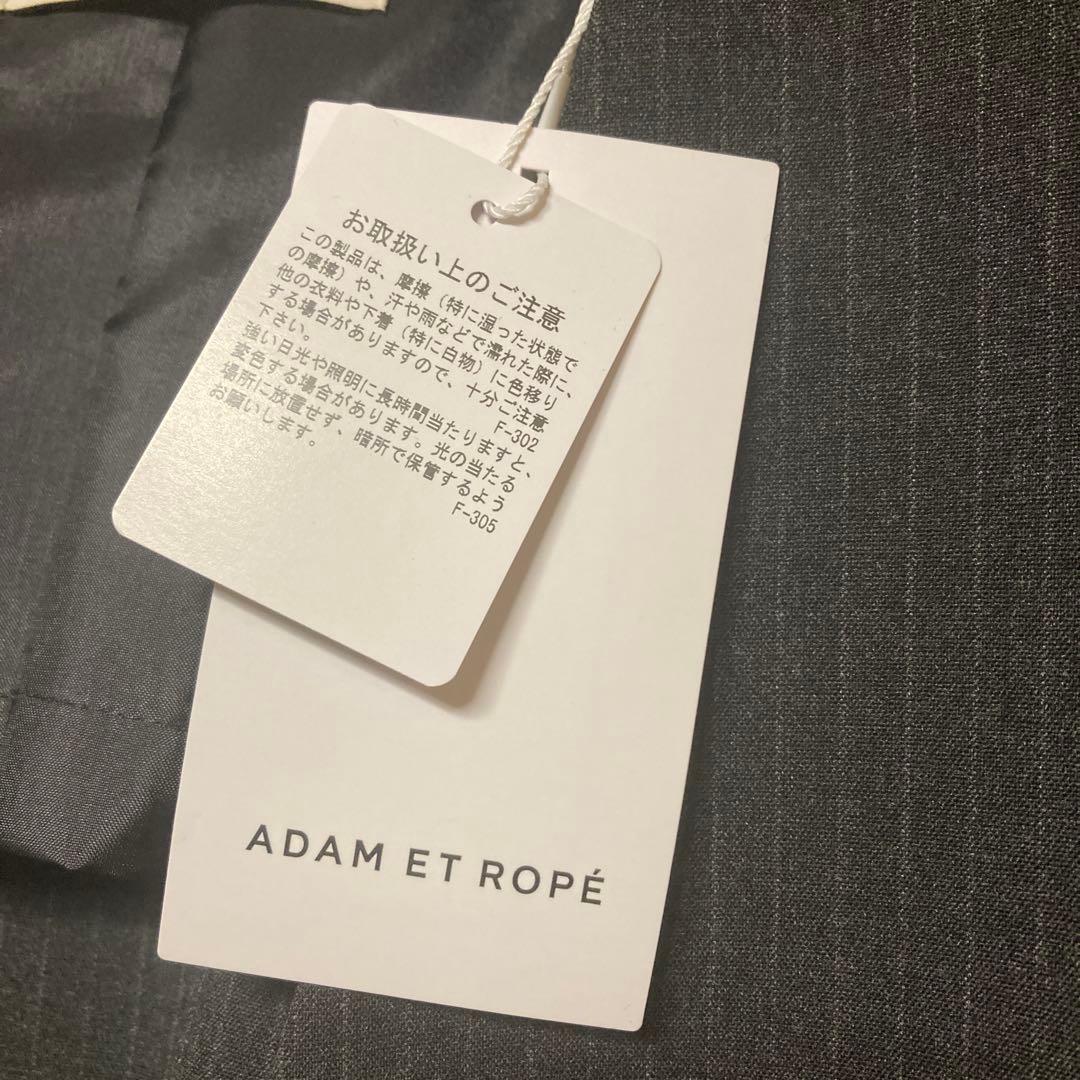 お取扱い上のご注意
この製品は、摩擦（特に湿った状態で
の摩擦）や、汗や雨などで濡れた際に、
他の衣料や下着（特に白物）に色移り
する場合がありますので、十分ご注意
下さい。
F-302
強い日光や照明に長時間当たりますと、
変色する場合があります。光の当たる
場所に放置せず、暗所で保管するよう
お願いします。
F-305
ADAM ET ROPÉ